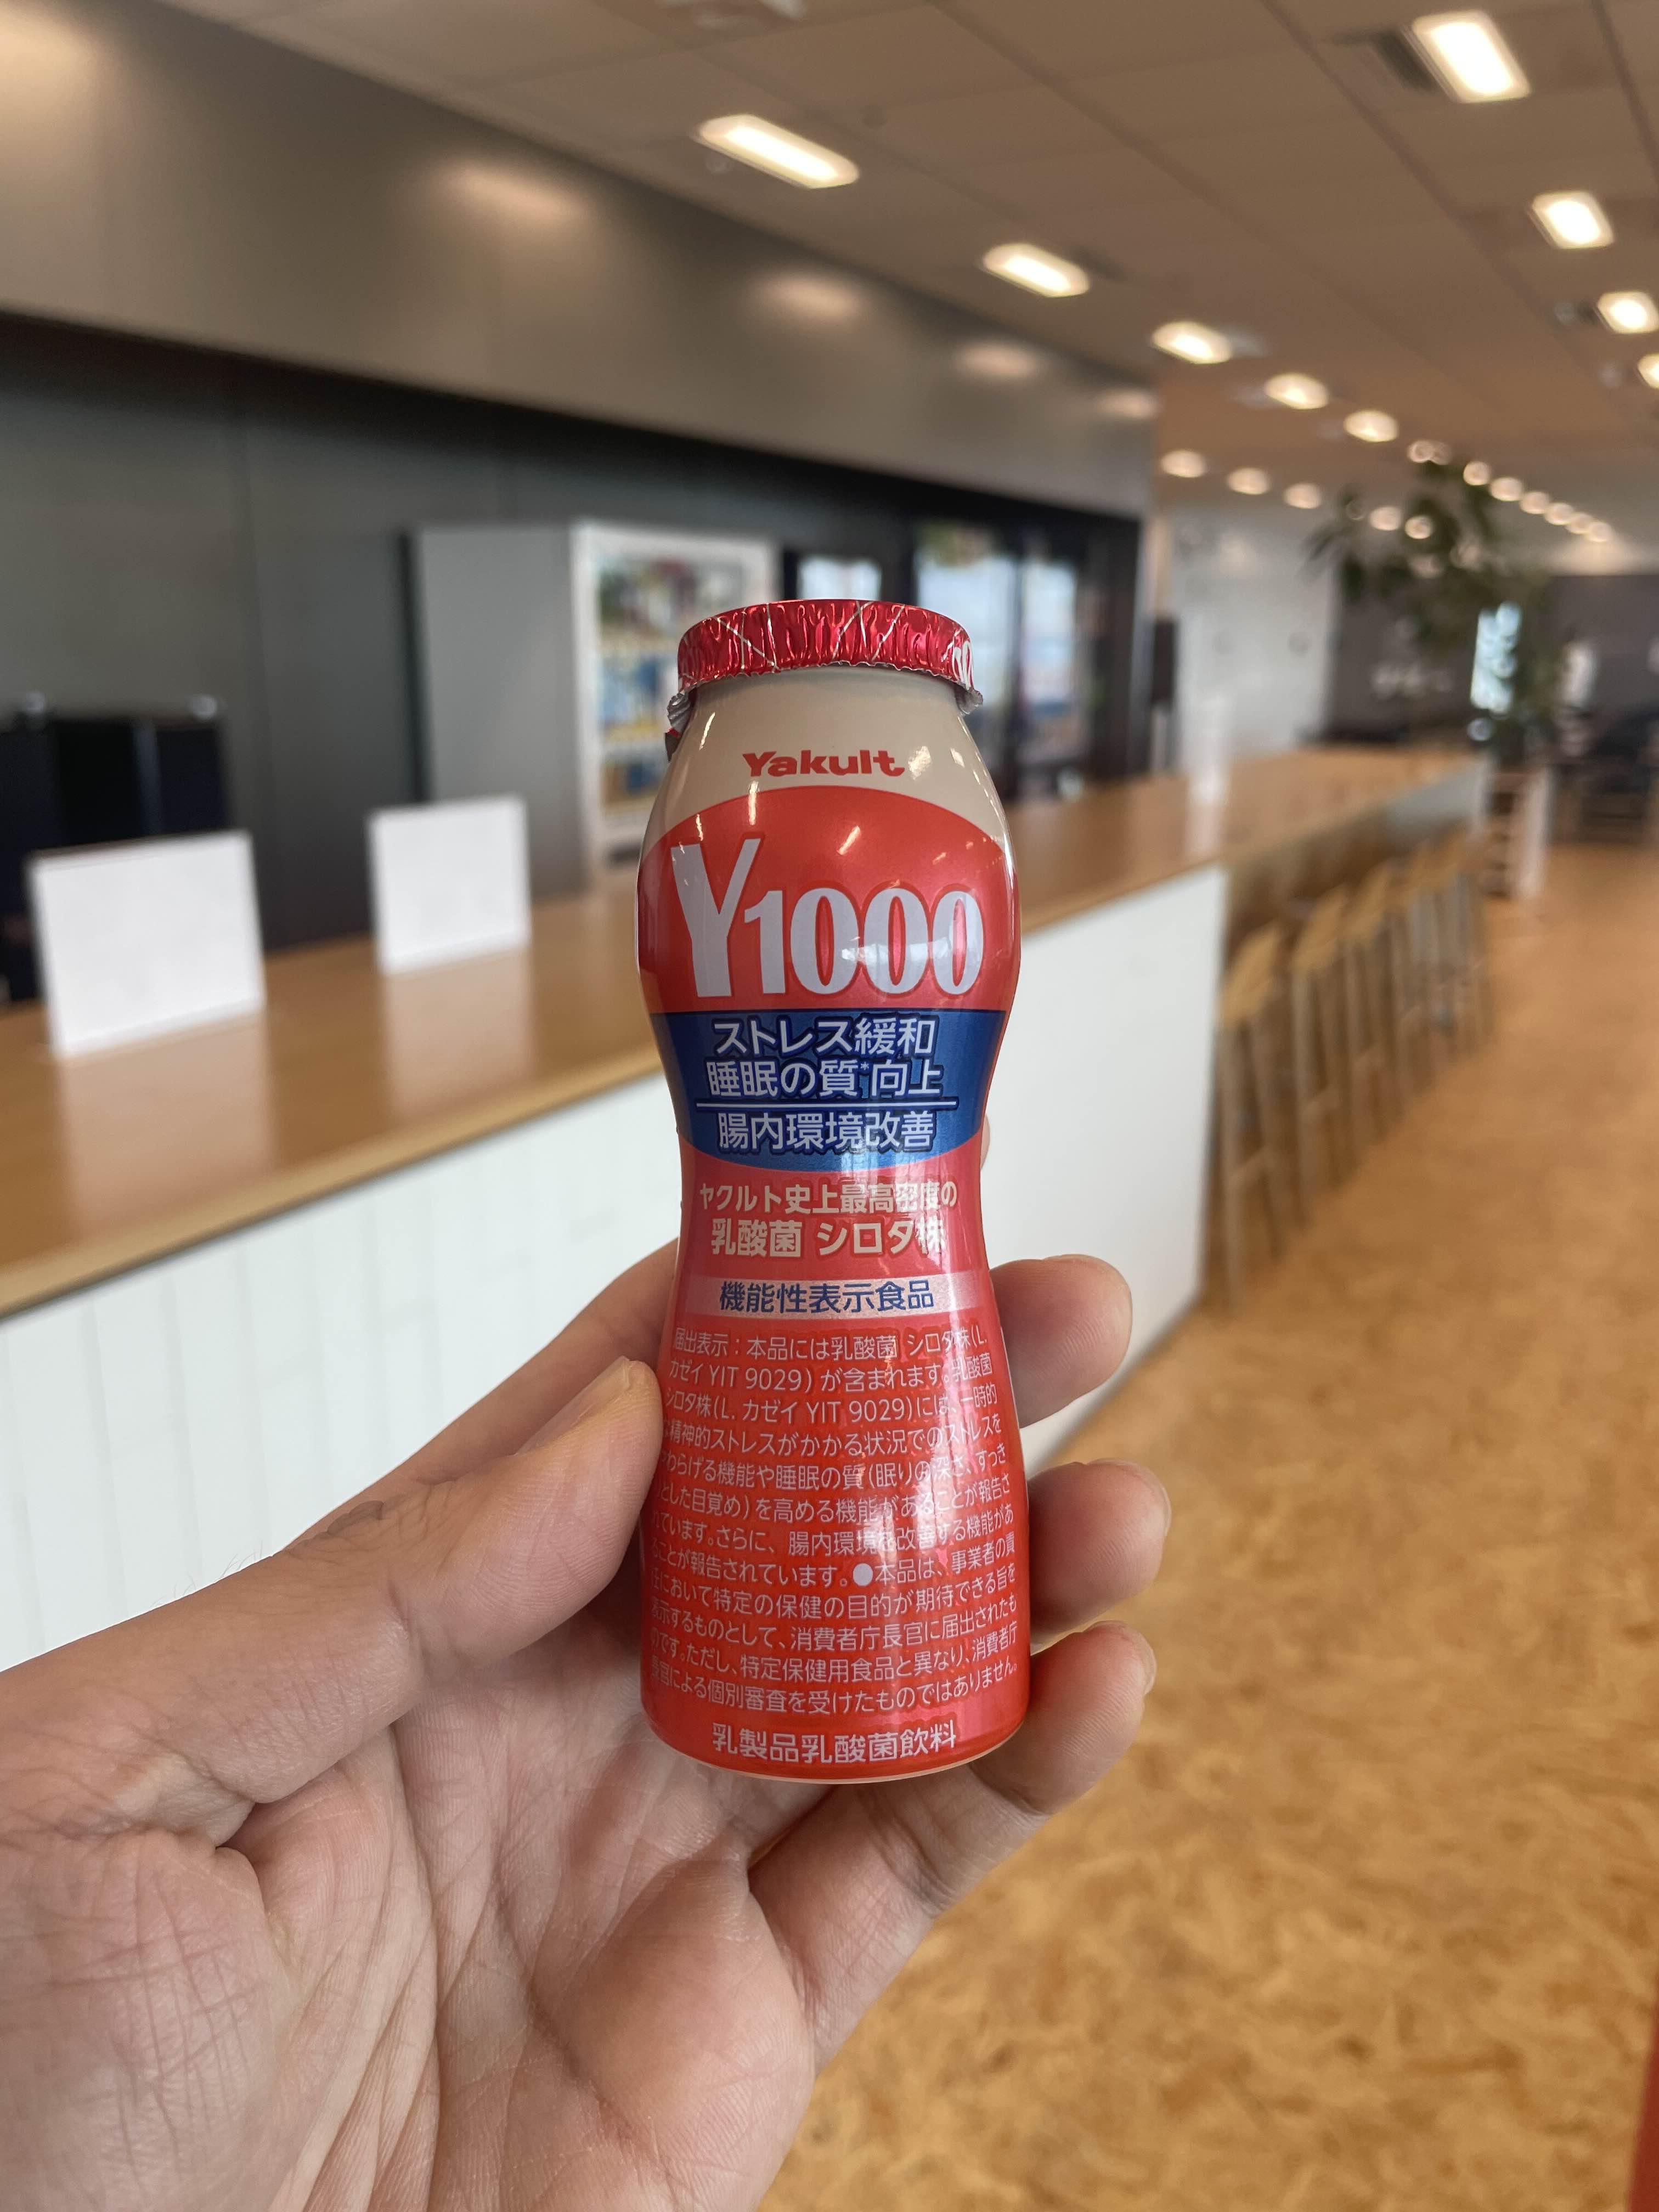 Yakult
Y1000
ストレス緩和
睡眠の質*向上
腸内環境改善
ヤクルト史上最高密度の
乳酸菌 シロタ株
機能性表示食品
届出表示：本品には乳酸菌 シロタ株(L.
カゼイ YIT 9029) が含まれます。乳酸菌
シロタ株(L. カゼイ YIT 9029)には、一時的
精神的ストレスがかかる状況でのストレスを
わらげる機能や睡眠の質(眠りの深さ、すっき
とした目覚め)を高める機能があることが報告さ
ています。さらに、腸内環境を改善する機能があ
ことが報告されています。●本品は、事業者の責
において特定の保健の目的が期待できる旨を
表示するものとして、消費者庁長官に届出されたも
のです。ただし、特定保健用食品と異なり、消費者庁
長官による個別審査を受けたものではありません。
乳製品乳酸菌飲料